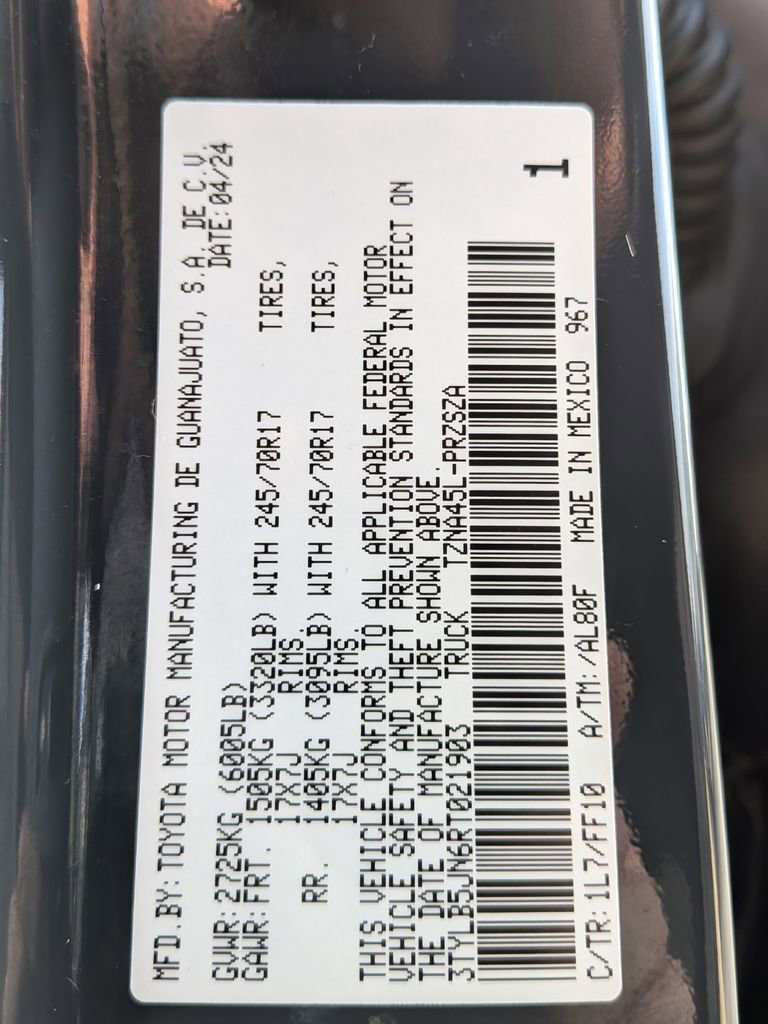 MFD.BY: TOYOTA MOTOR MANUFACTURING DE GUANAJUATO, S.A. DE C.V.
DATE: 04/24
GVWR: 2725KG (6005LB)
GAWR: FRT. 1505KG (3320LB) WITH 245/70R17 TIRES,
17X7J RIMS.
RR. 1405KG (3095LB) WITH 245/70R17 TIRES,
17X7J RIMS
THIS VEHICLE CONFORMS TO ALL APPLICABLE FEDERAL MOTOR
VEHICLE SAFETY AND THEFT PREVENTION STANDARDS IN EFFECT ON
THE DATE OF MANUFACTURE SHOWN ABOVE.
3TYLB5JN6RT021903 TRUCK TZNA45L-PRZSZA
1
C/TR: 1L7/FF10 A/TM: /AL80F MADE IN MEXICO 967